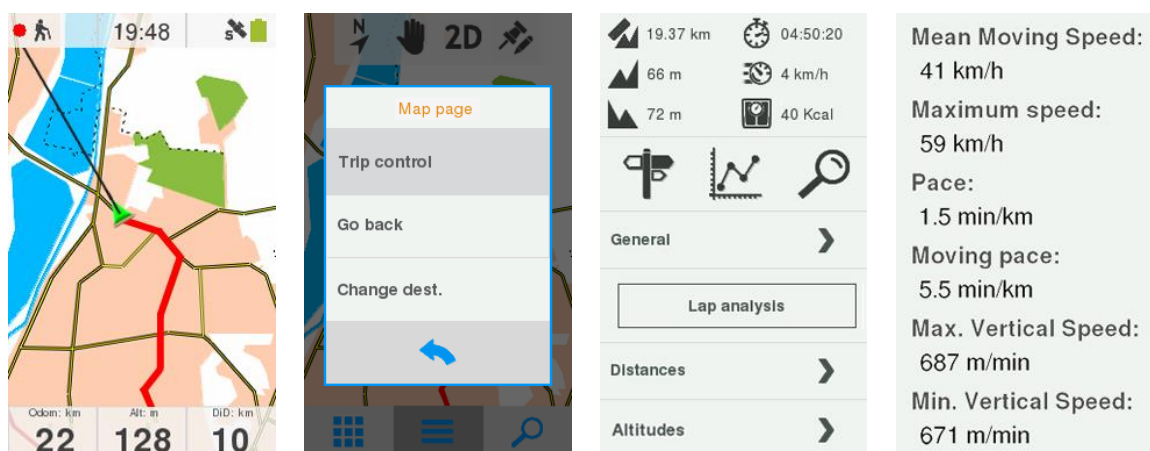 19:48
S
Odom: km
Alt: m
DiD: km
22
128
10
N
2D
Map page
Trip control
Go back
Change dest.
19.37 km
04:50:20
66 m
4 km/h
72 m
40 Kcal
General
Lap analysis
Distances
Altitudes
Mean Moving Speed:
41 km/h
Maximum speed:
59 km/h
Pace:
1.5 min/km
Moving pace:
5.5 min/km
Max. Vertical Speed:
687 m/min
Min. Vertical Speed:
671 m/min